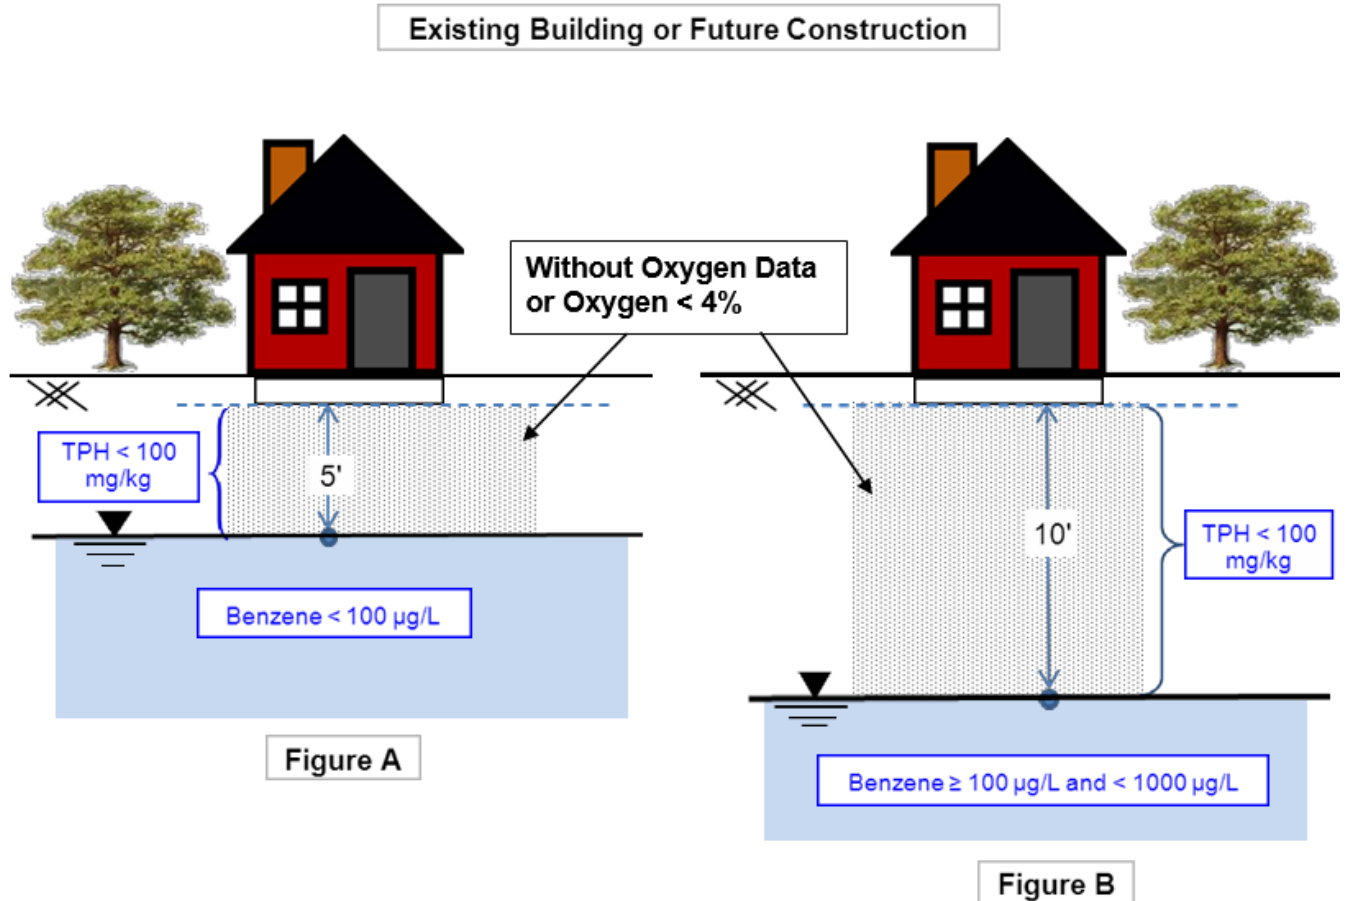 Existing Building or Future Construction
Without Oxygen Data
or Oxygen < 4%
TPH < 100
mg/kg
5'
Benzene < 100 µg/L
Figure A
10'
TPH < 100
mg/kg
Benzene ≥ 100 µg/L and < 1000 µg/L
Figure B